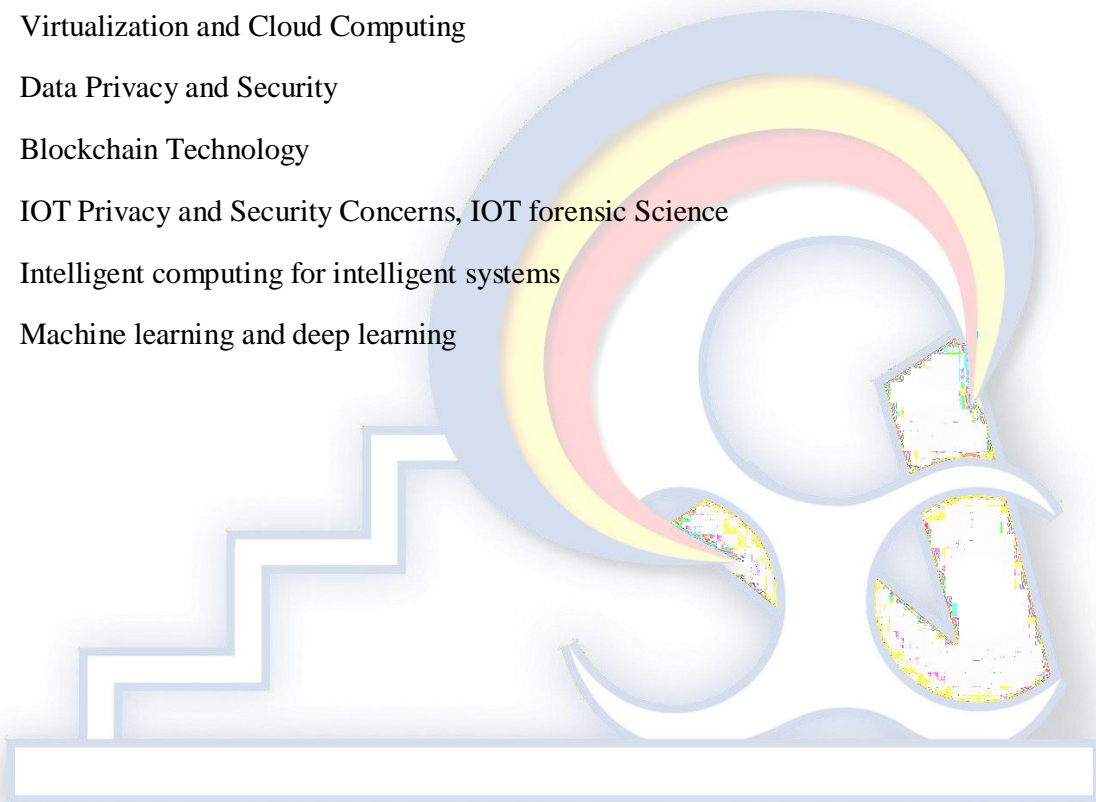 Virtualization and Cloud Computing
Data Privacy and Security
Blockchain Technology
IOT Privacy and Security Concerns, IOT forensic Science
Intelligent computing for intelligent systems
Machine learning and deep learning